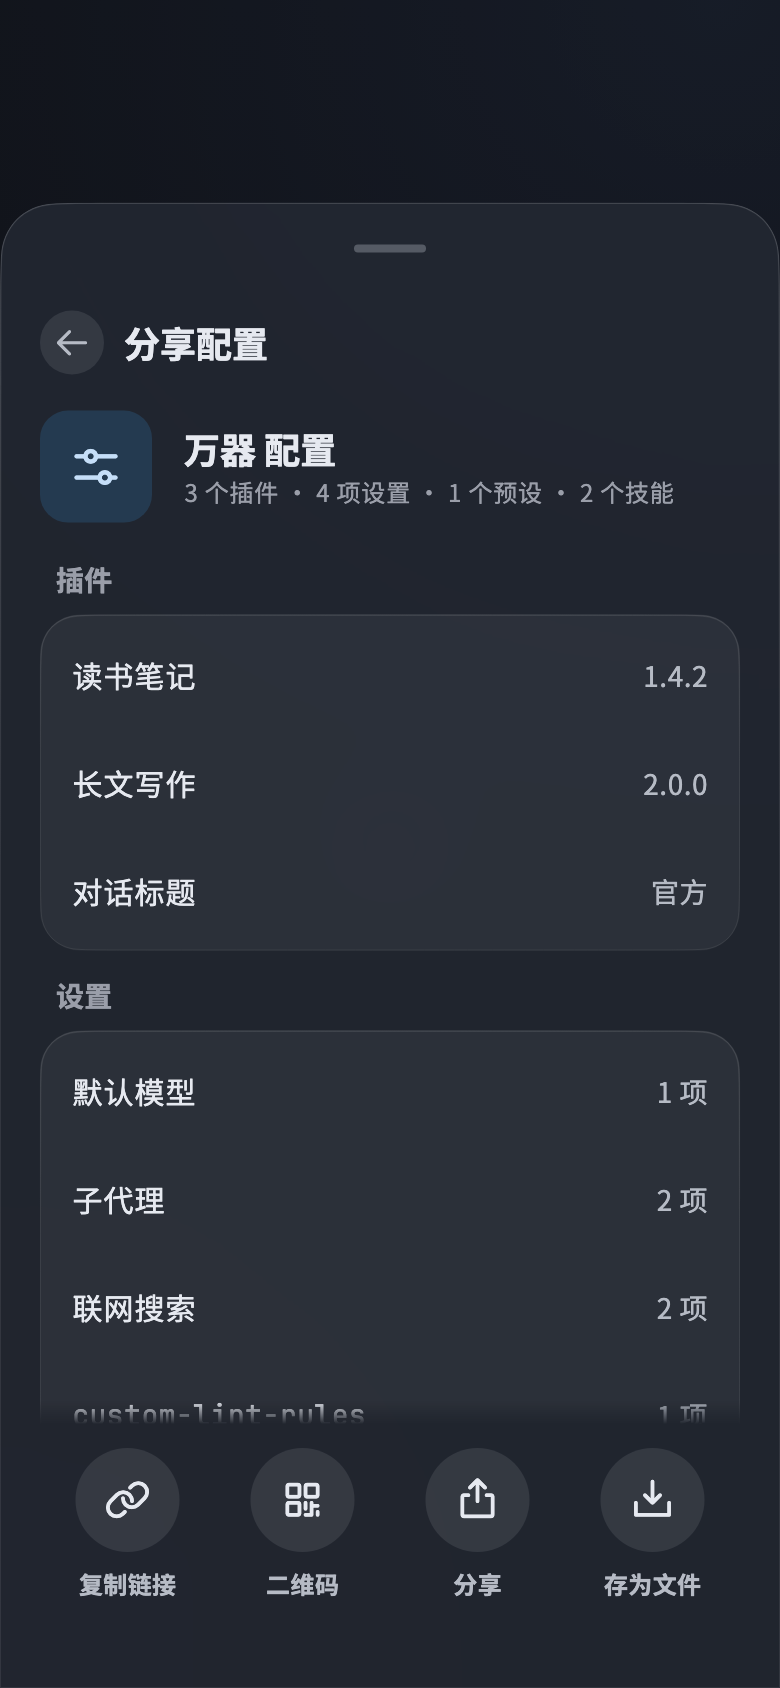 分享配置
万器 配置
3 个插件 · 4 项设置 · 1 个预设 · 2 个技能
插件
读书笔记 1.4.2
长文写作 2.0.0
对话标题 官方
设置
默认模型 1 项
子代理 2 项
联网搜索 2 项
custom-lint-rules 1 项
复制链接 二维码 分享 存为文件